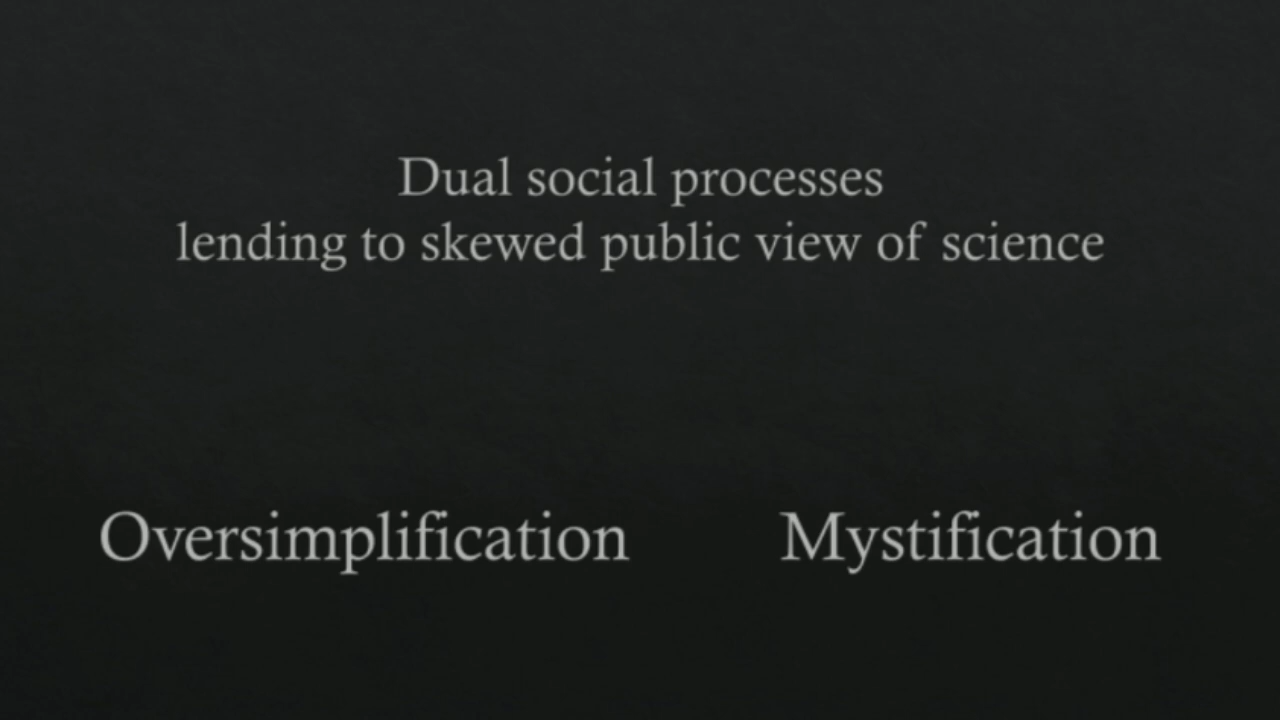 Dual social processes
lending to skewed public view of science
Oversimplification
Mystification